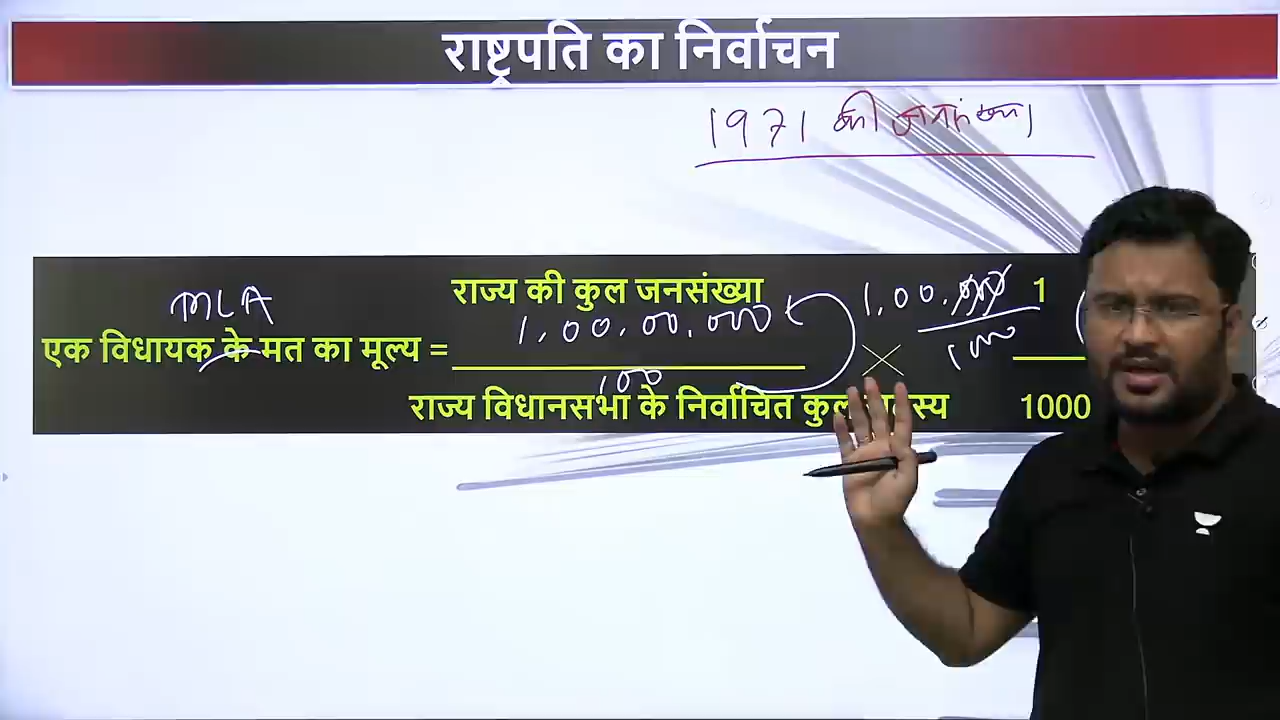 राष्ट्रपति का निर्वाचन
1971 की जनसंख्या
MLA
राज्य की कुल जनसंख्या
1,00,00,000
1,00,000
1
एक विधायक के मत का मूल्य =
100
1000
राज्य विधानसभा के निर्वाचित कुल
1000